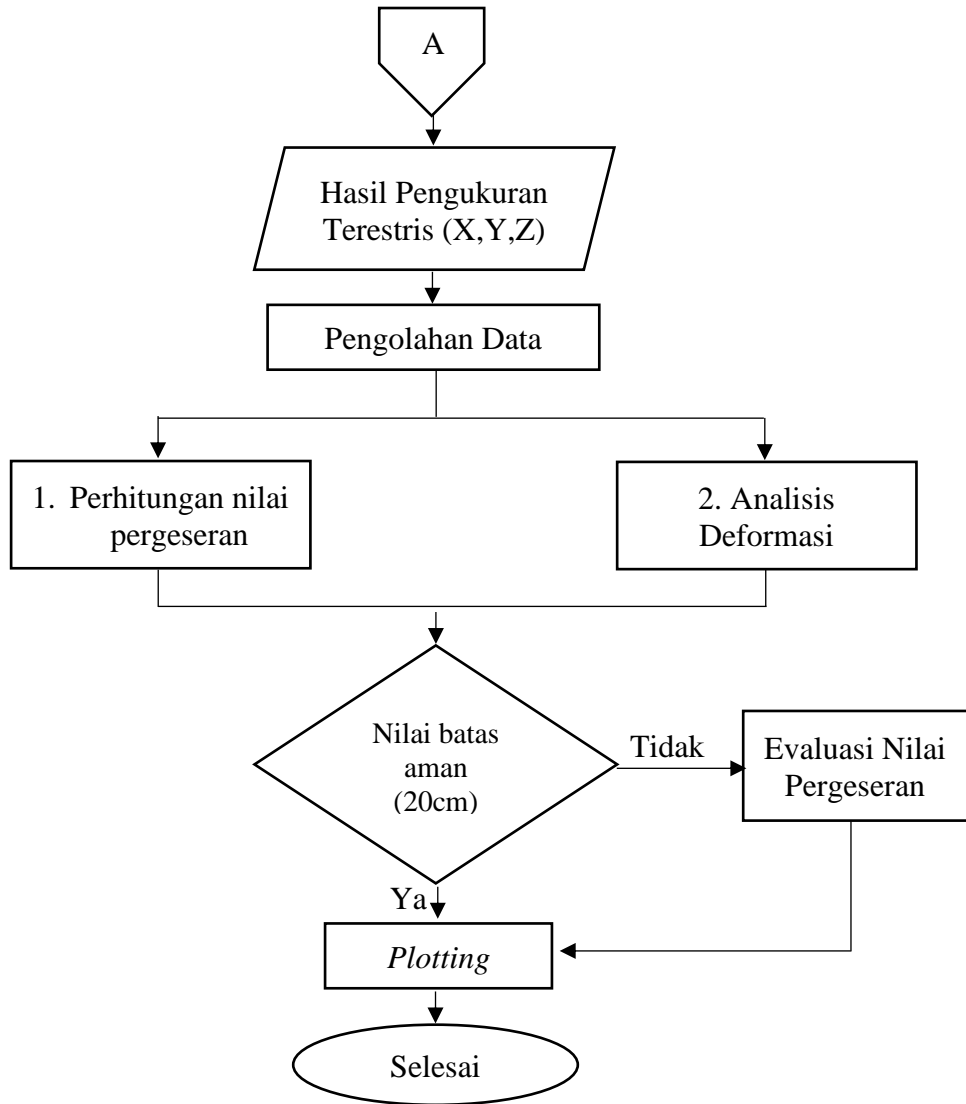 A
Hasil Pengukuran
Terestris (X,Y,Z)
Pengolahan Data
1. Perhitungan nilai
pergeseran
2. Analisis
Deformasi
Nilai batas
aman
(20cm)
Tidak
Evaluasi Nilai
Pergeseran
Ya
Plotting
Selesai